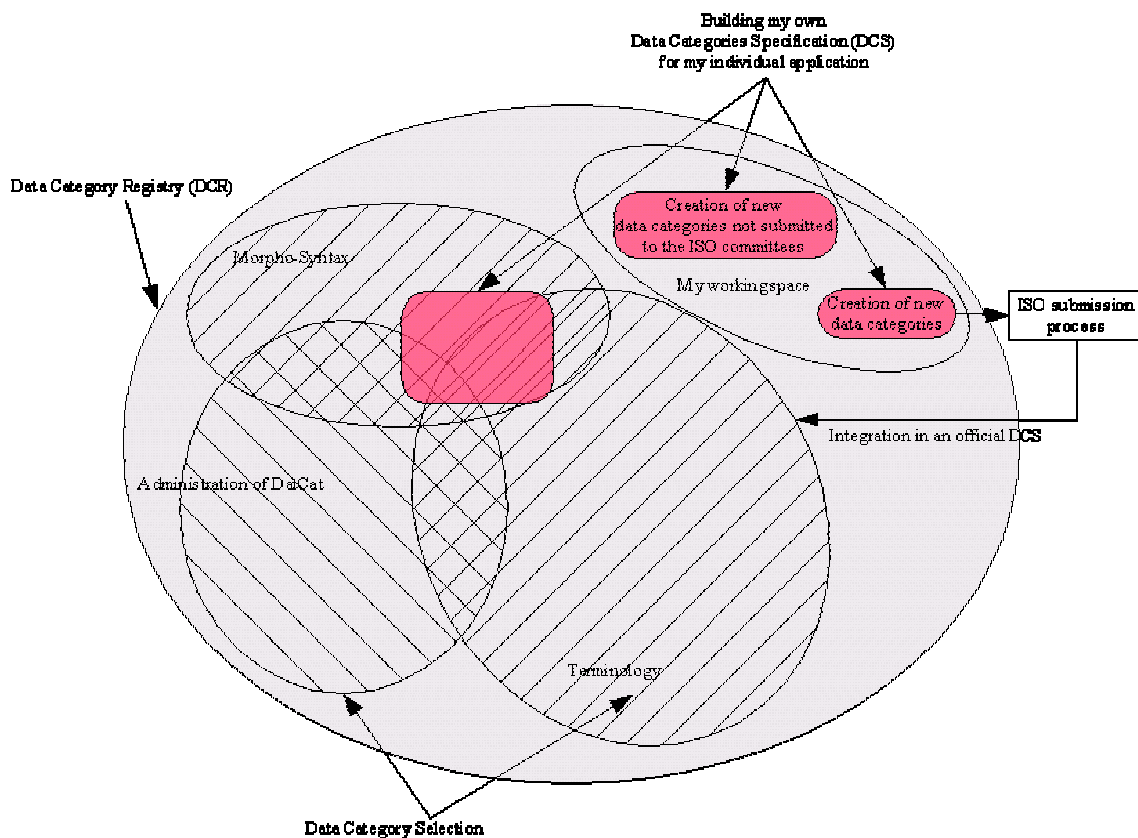 Building my own
Data Categories Specification (DCS)
for my individual application
Data Category Registry (DCR)
Creation of new
data categories not submitted
to the ISO committees
Morpho-Syntax
My workingspace
Creation of new
data categories
ISO submission
process
Integration in an official DCS
Administration of DatCat
Terminology
Data Category Selection